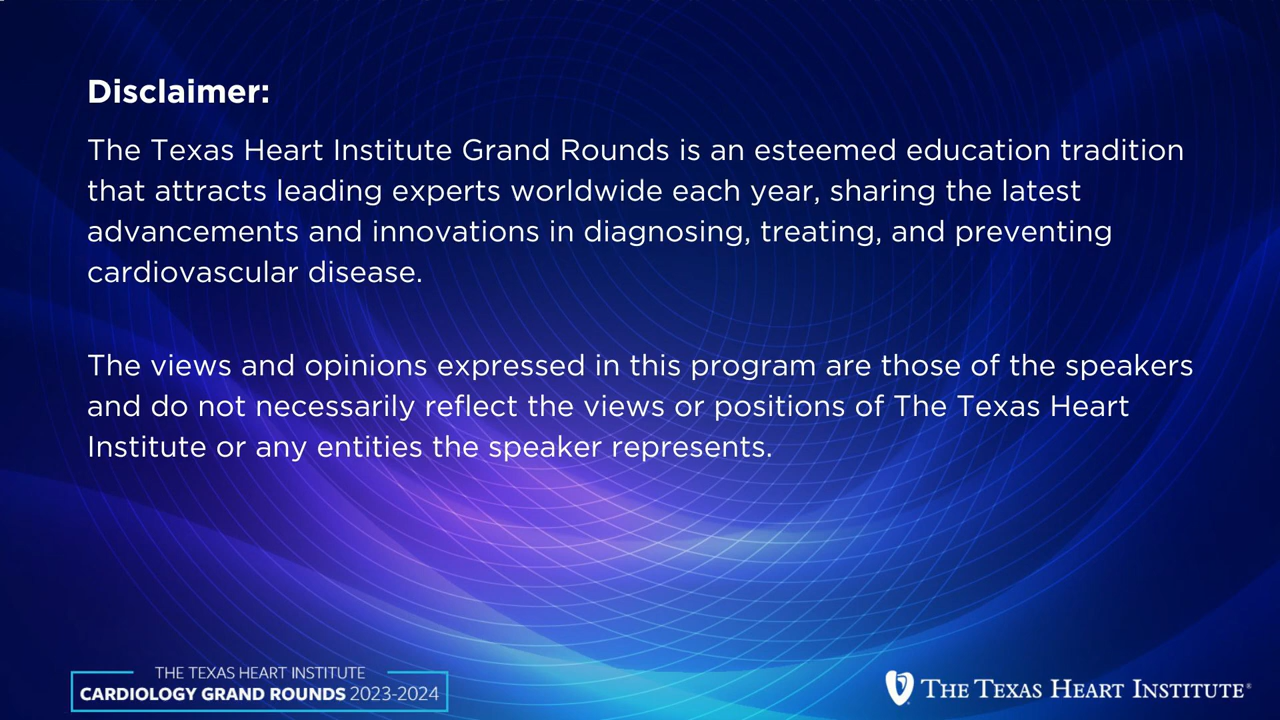 Disclaimer:
The Texas Heart Institute Grand Rounds is an esteemed education tradition
that attracts leading experts worldwide each year, sharing the latest
advancements and innovations in diagnosing, treating, and preventing
cardiovascular disease.
The views and opinions expressed in this program are those of the speakers
and do not necessarily reflect the views or positions of The Texas Heart
Institute or any entities the speaker represents.
THE TEXAS HEART INSTITUTE
CARDIOLOGY GRAND ROUNDS 2023-2024
THE TEXAS HEART INSTITUTE®